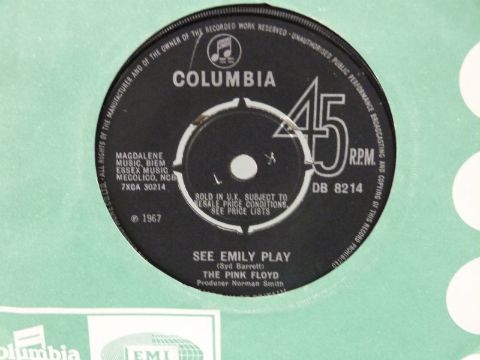 ALL RIGHTS OF THE MANUFACTURER AND OF THE OWNER OF THE RECORDED WORK RESERVED · UNAUTHORISED PUBLIC PERFORMANCE BROADCASTING AND COPYING OF THIS RECORD PROHIBITED
COLUMBIA
45
R.P.M.
DB 8214
MAGDALENE
MUSIC, BIEM
ESSEX MUSIC
MECOLICO, NCB
7XCA 30214
SOLD IN U.K. SUBJECT TO
RESALE PRICE CONDITIONS,
SEE PRICE LISTS
℗ 1967
SEE EMILY PLAY
(Syd Barrett)
THE PINK FLOYD
Producer Norman Smith
Columbia
EMI